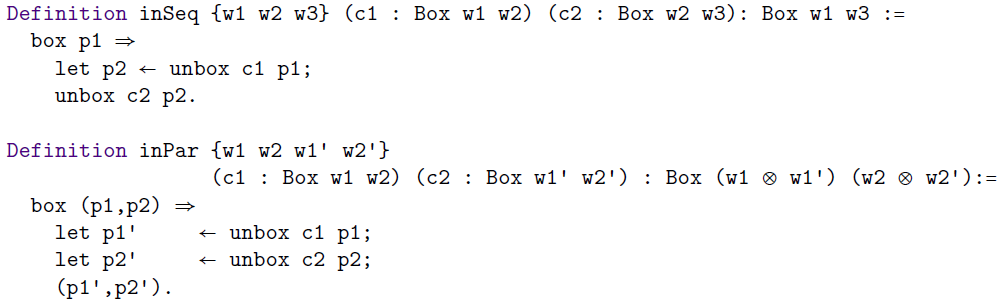 Definition inSeq {w1 w2 w3} (c1 : Box w1 w2) (c2 : Box w2 w3): Box w1 w3 :=
  box p1 ⇒
    let p2 ← unbox c1 p1;
    unbox c2 p2.

Definition inPar {w1 w2 w1' w2'}
                 (c1 : Box w1 w2) (c2 : Box w1' w2') : Box (w1 ⊗ w1') (w2 ⊗ w2'):=
  box (p1,p2) ⇒
    let p1'     ← unbox c1 p1;
    let p2'     ← unbox c2 p2;
    (p1',p2').